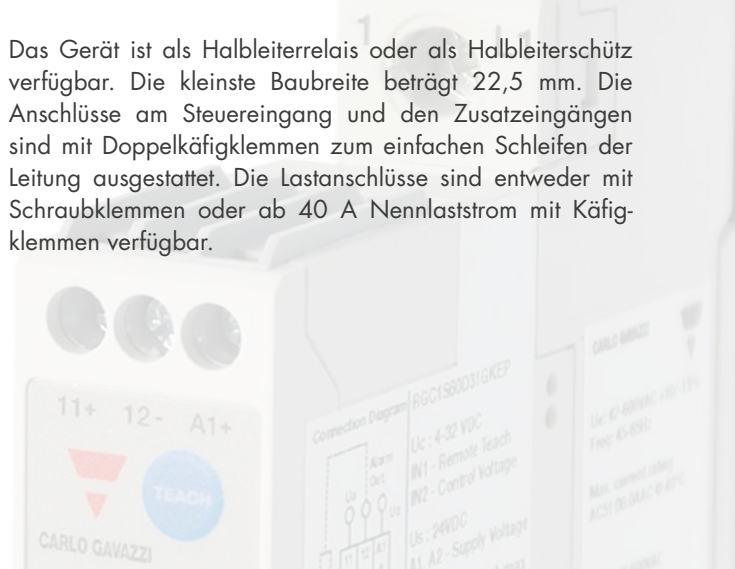 Das Gerät ist als Halbleiterrelais oder als Halbleiterschütz
verfügbar. Die kleinste Baubreite beträgt 22,5 mm. Die
Anschlüsse am Steuereingang und den Zusatzeingängen
sind mit Doppelkäfigklemmen zum einfachen Schleifen der
Leitung ausgestattet. Die Lastanschlüsse sind entweder mit
Schraubklemmen oder ab 40 A Nennlaststrom mit Käfig-
klemmen verfügbar.
11+ 12- A1+
TEACH
CARLO GAVAZZI
Connection Diagram
Alarm
Out
Us
11 12 A1
RGC1S60D31GKEP
Uc : 4-32 VDC
IN1 - Remote Teach
IN2 - Control Voltage
Us : 24VDC
A1, A2 - Supply Voltage
CARLO GAVAZZI
Max. current rating